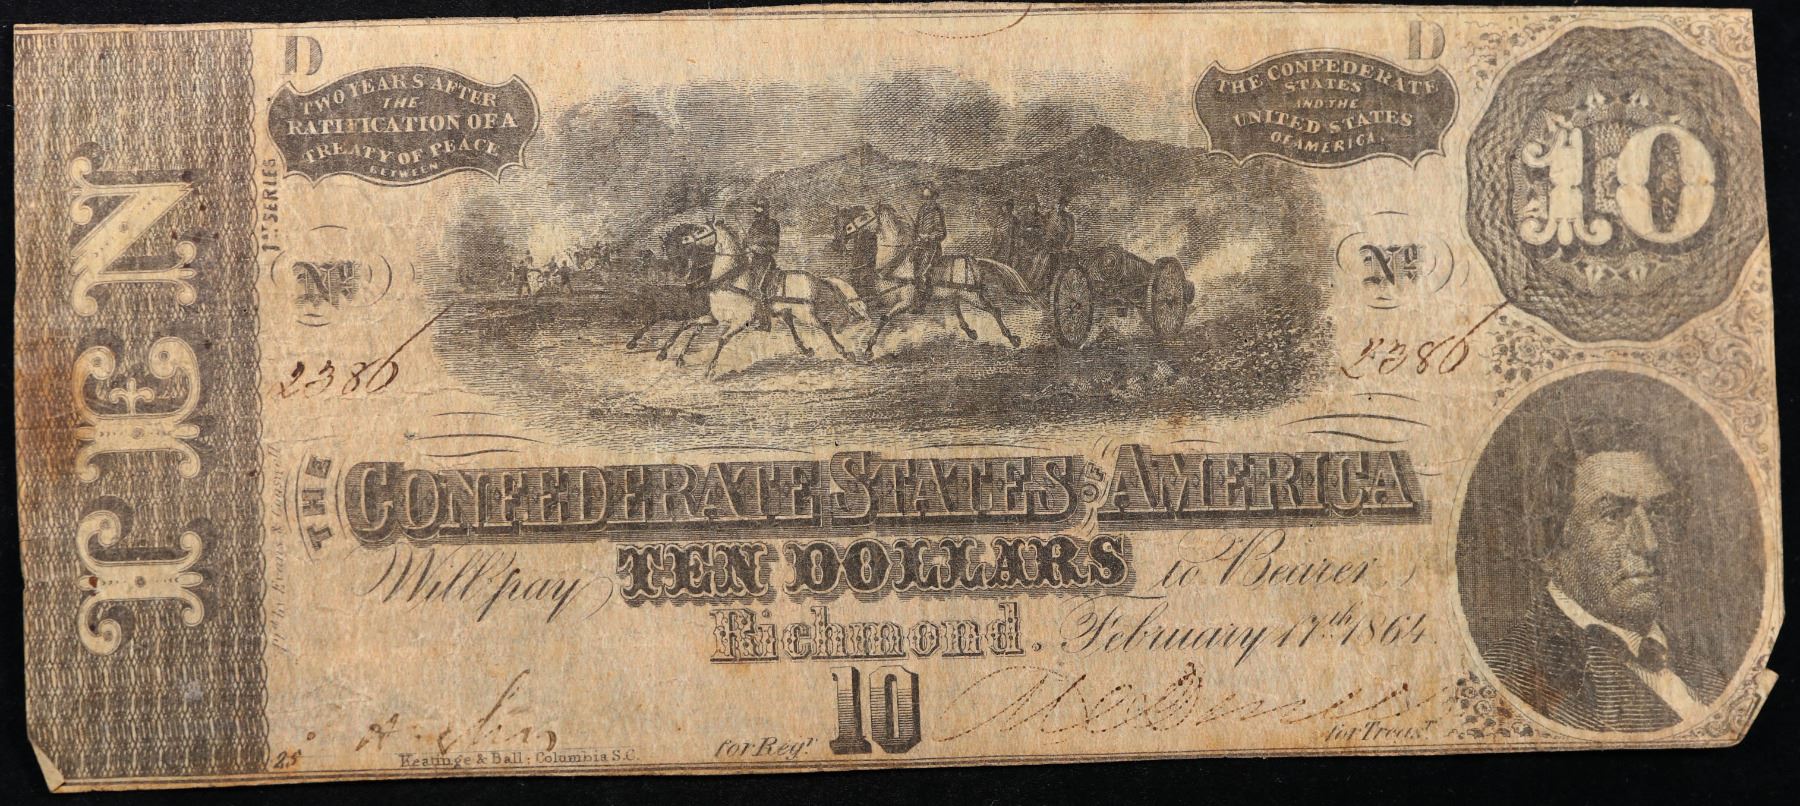 D
D
TWO YEARS AFTER
THE
RATIFICATION OF A
TREATY OF PEACE
BETWEEN
THE CONFEDERATE
STATES
AND THE
UNITED STATES
OF AMERICA.
10
TEN
1ST SERIES
No
No
2386
2386
THE CONFEDERATE STATES OF AMERICA
Will pay TEN DOLLARS to Bearer
Richmond. February 17th 1864
10
for Regr
for Treasr
25
Keatinge & Ball; Columbia S.C.